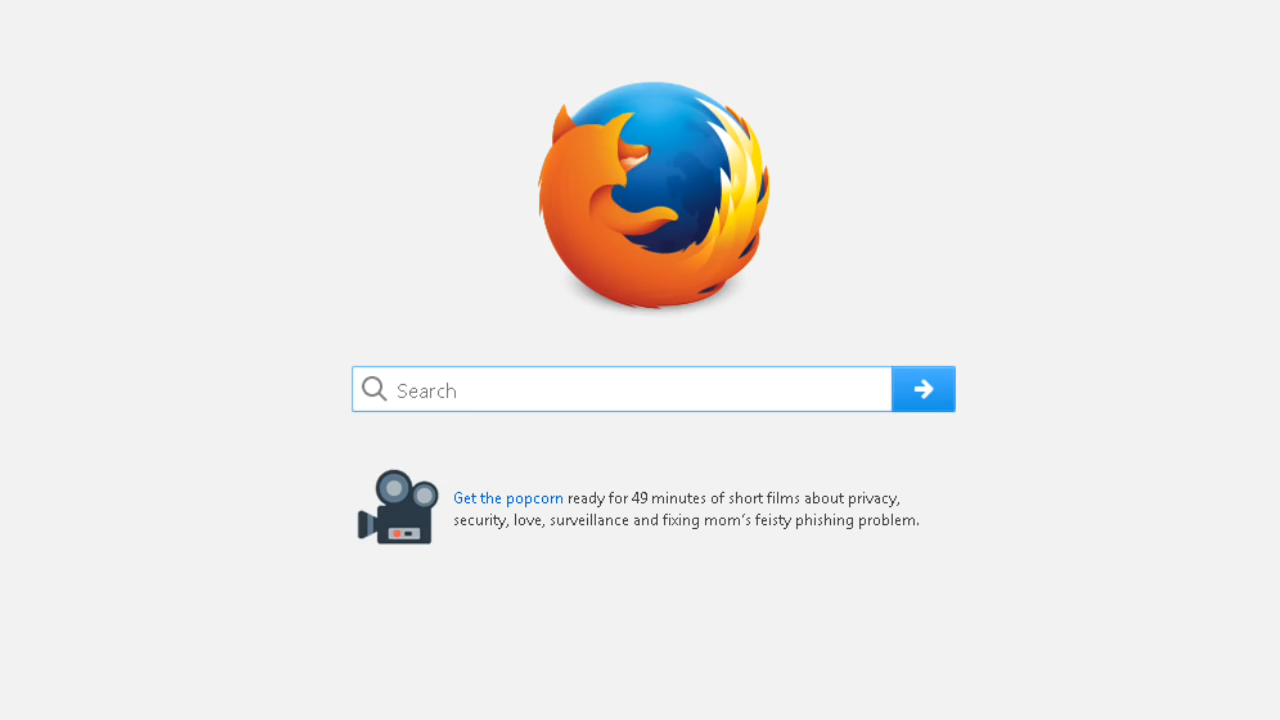 Search
Get the popcorn ready for 49 minutes of short films about privacy,
security, love, surveillance and fixing mom’s feisty phishing problem.